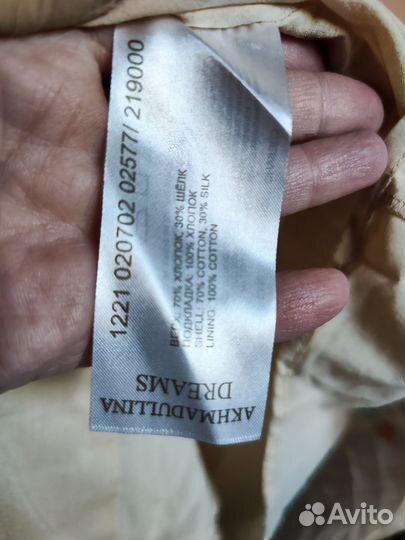 AKHMADULLINA
DREAMS
ВЕРХ: 70% ХЛОПОК, 30% ШЁЛК
ПОДКЛАДКА: 100% ХЛОПОК
SHELL: 70% COTTON, 30% SILK
LINING: 100% COTTON
1221 020702 02577/ 219000
Avito